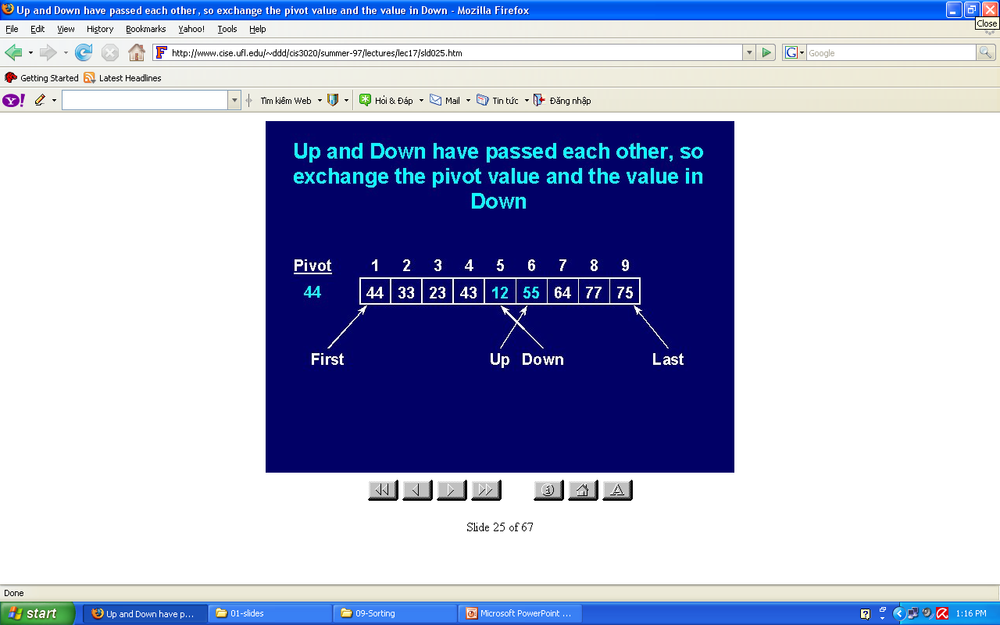 Up and Down have passed each other, so exchange the pivot value and the value in Down - Mozilla Firefox
Close
File Edit View History Bookmarks Yahoo! Tools Help
http://www.cise.ufl.edu/~ddd/cis3020/summer-97/lectures/lec17/sld025.htm
G Google
Getting Started Latest Headlines
Y! Tìm kiếm Web Hỏi & Đáp Mail Tin tức Đăng nhập
Up and Down have passed each other, so
exchange the pivot value and the value in
Down
Pivot 1 2 3 4 5 6 7 8 9
44 44 33 23 43 12 55 64 77 75
First Up Down Last
Slide 25 of 67
Done
start Up and Down have p... 01-slides 09-Sorting Microsoft PowerPoint ... 1:16 PM